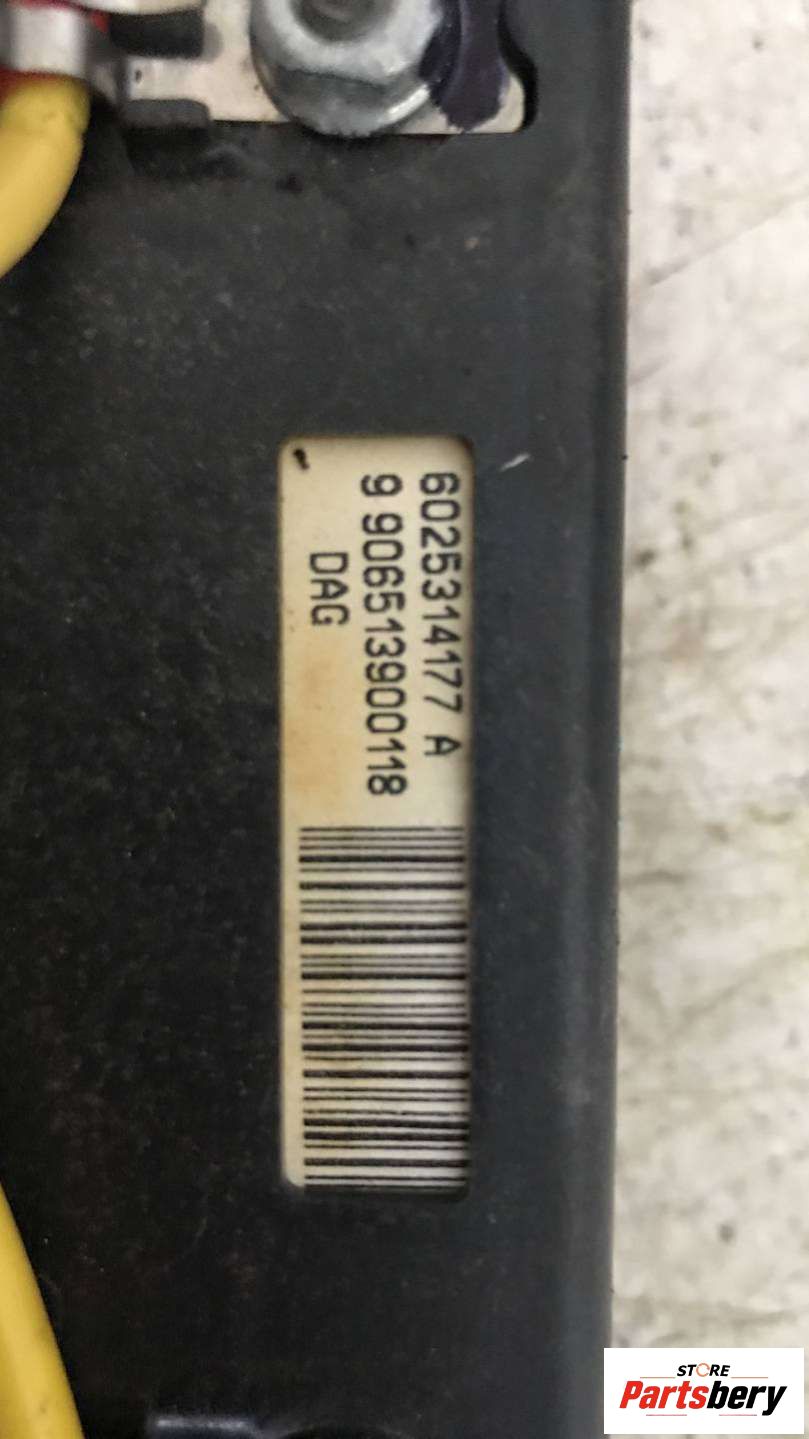 6025314177 A
9 906513900118
DAG
STORE
Partsbery